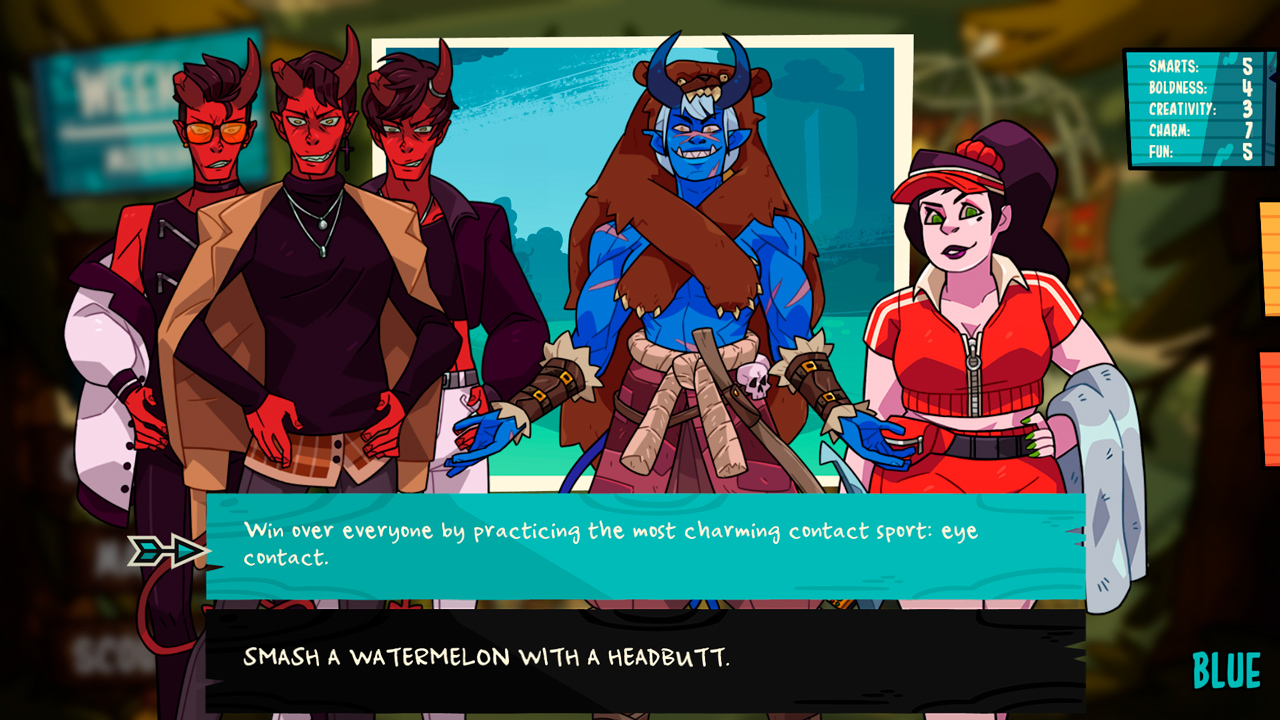 SMARTS: 5
BOLDNESS: 4
CREATIVITY: 3
CHARM: 7
FUN: 5
Win over everyone by practicing the most charming contact sport: eye
contact.
SMASH A WATERMELON WITH A HEADBUTT.
BLUE